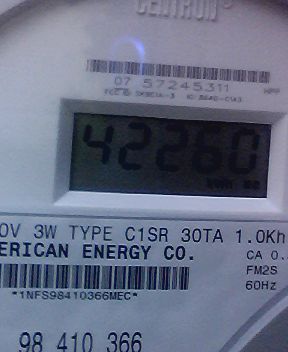 CENTRON®
07 57245311
42260
0V 3W TYPE C1SR 30TA 1.0Kh
ERICAN ENERGY CO.
CA 0.
FM2S
*1NFS98410366MEC*
60Hz
98 410 366